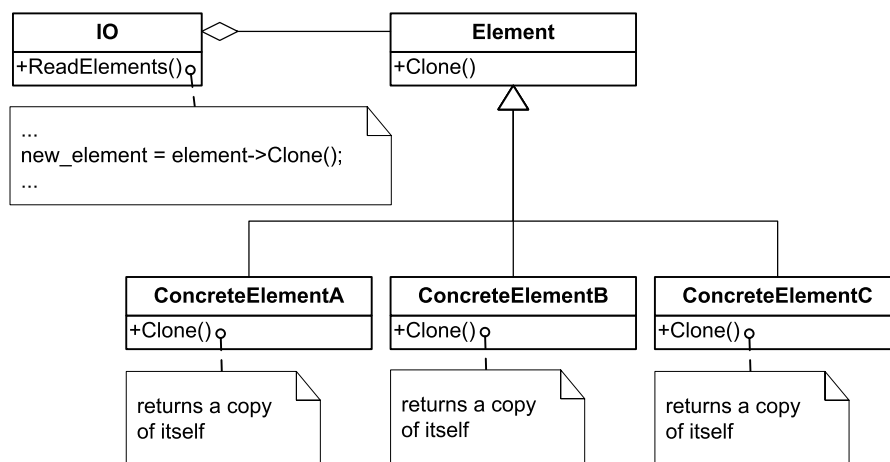 IO
+ReadElements()
Element
+Clone()
...
new_element = element->Clone();
...
ConcreteElementA
+Clone()
ConcreteElementB
+Clone()
ConcreteElementC
+Clone()
returns a copy
of itself
returns a copy
of itself
returns a copy
of itself